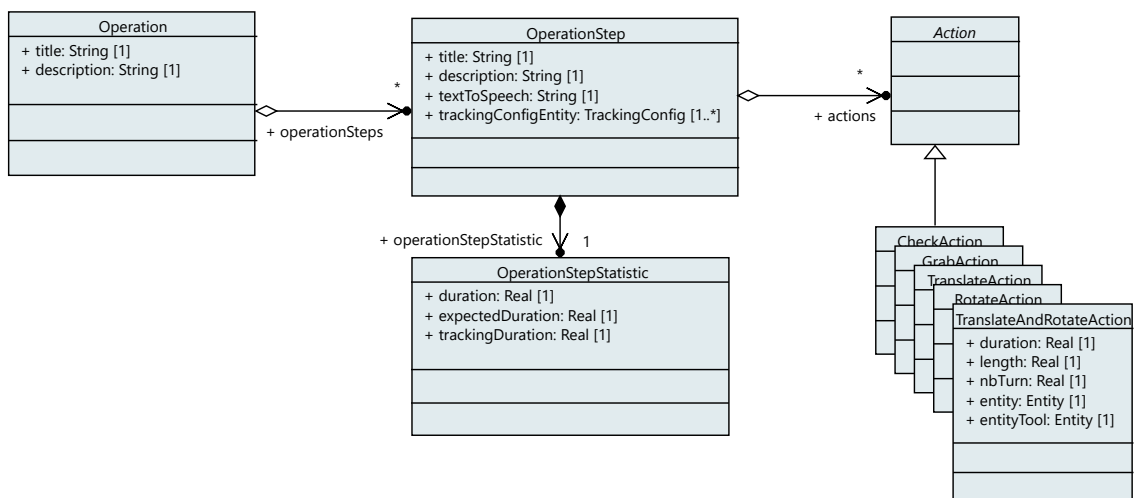 Operation
+ title: String [1]
+ description: String [1]
*
+ operationSteps
OperationStep
+ title: String [1]
+ description: String [1]
+ textToSpeech: String [1]
+ trackingConfigEntity: TrackingConfig [1..*]
*
+ actions
Action
+ operationStepStatistic
1
OperationStepStatistic
+ duration: Real [1]
+ expectedDuration: Real [1]
+ trackingDuration: Real [1]
CheckAction
GrabAction
TranslateAction
RotateAction
TranslateAndRotateAction
+ duration: Real [1]
+ length: Real [1]
+ nbTurn: Real [1]
+ entity: Entity [1]
+ entityTool: Entity [1]